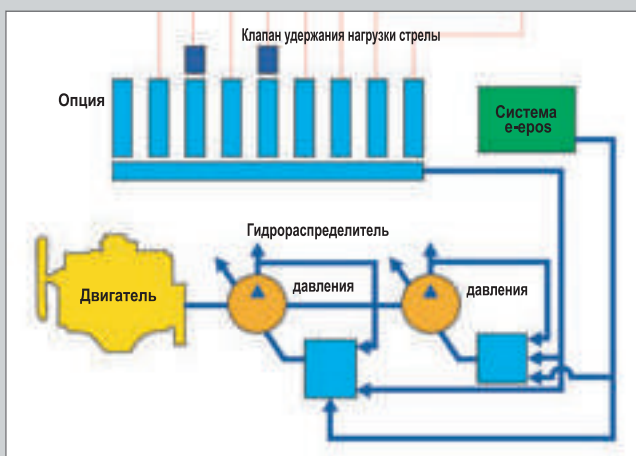 Клапан удержания нагрузки стрелы
Опция
Система
e-epos
Гидрораспределитель
Двигатель
давления
давления